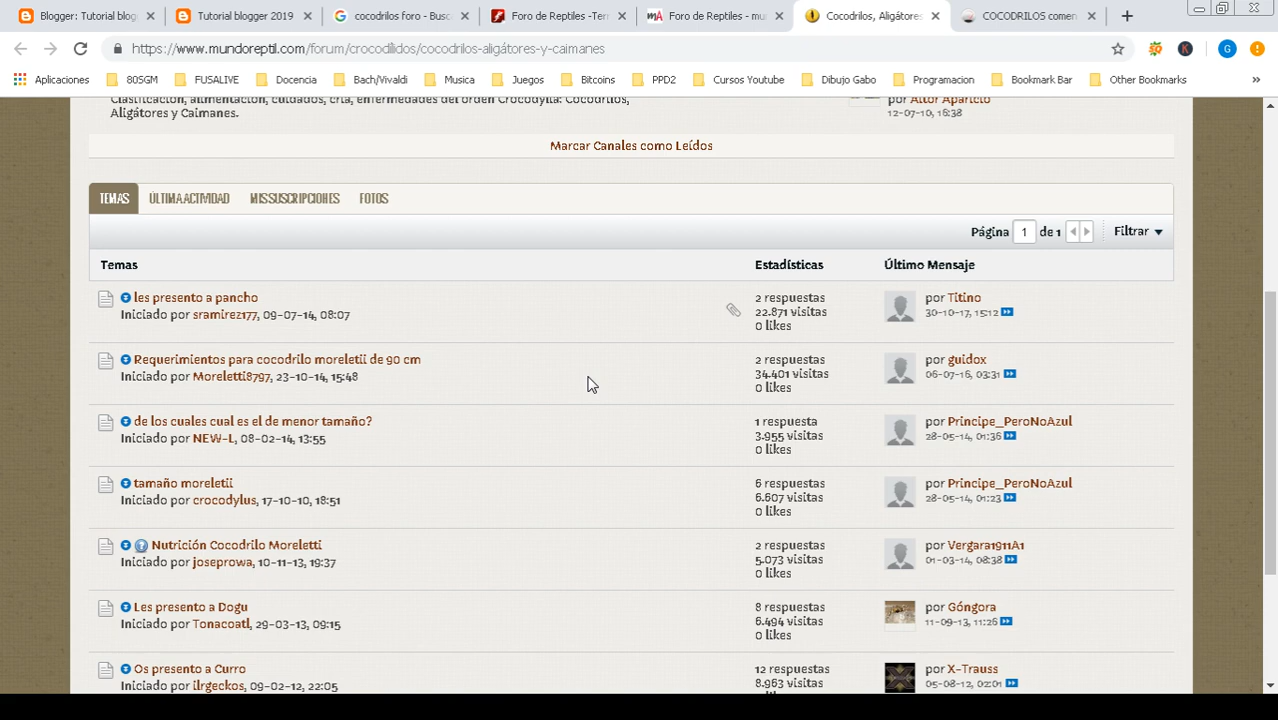 Blogger: Tutorial blog
Tutorial blogger 2019
cocodrilos foro - Busc
Foro de Reptiles -Terr
Foro de Reptiles - mun
Cocodrilos, Aligátores
COCODRILOS comen
https://www.mundoreptil.com/forum/crocodílidos/cocodrilos-aligátores-y-caimanes
Aplicaciones
80SGM
FUSALIVE
Docencia
Bach/Vivaldi
Musica
Juegos
Bitcoins
PPD2
Cursos Youtube
Dibujo Gabo
Programacion
Bookmark Bar
Other Bookmarks
Clasificación, alimentación, cuidados, cría, enfermedades del orden Crocodylia: Cocodrilos,
Aligátores y Caimanes.
por Aitor Aparicio
12-07-10, 16:38
Marcar Canales como Leídos
TEMAS
ÚLTIMA ACTIVIDAD
MIS SUSCRIPCIONES
FOTOS
Página 1 de 1
Filtrar
Temas
Estadísticas
Último Mensaje
les presento a pancho
Iniciado por sramirez177, 09-07-14, 08:07
2 respuestas
22.871 visitas
0 likes
por Titino
30-10-17, 15:12
Requerimientos para cocodrilo moreletii de 90 cm
Iniciado por Moreletti8797, 23-10-14, 15:48
2 respuestas
34.401 visitas
0 likes
por guidox
06-07-16, 03:31
de los cuales cual es el de menor tamaño?
Iniciado por NEW-L, 08-02-14, 13:55
1 respuesta
3.955 visitas
0 likes
por Principe_PeroNoAzul
28-05-14, 01:36
tamaño moreletii
Iniciado por crocodylus, 17-10-10, 18:51
6 respuestas
6.607 visitas
0 likes
por Principe_PeroNoAzul
28-05-14, 01:23
Nutrición Cocodrilo Moreletti
Iniciado por joseprowa, 10-11-13, 19:37
2 respuestas
5.073 visitas
0 likes
por Vergara1911A1
01-03-14, 08:38
Les presento a Dogu
Iniciado por Tonacoatl, 29-03-13, 09:15
8 respuestas
6.494 visitas
0 likes
por Góngora
11-09-13, 11:26
Os presento a Curro
Iniciado por ilrgeckos, 09-02-12, 22:05
12 respuestas
8.963 visitas
por X-Trauss
05-08-12, 02:01